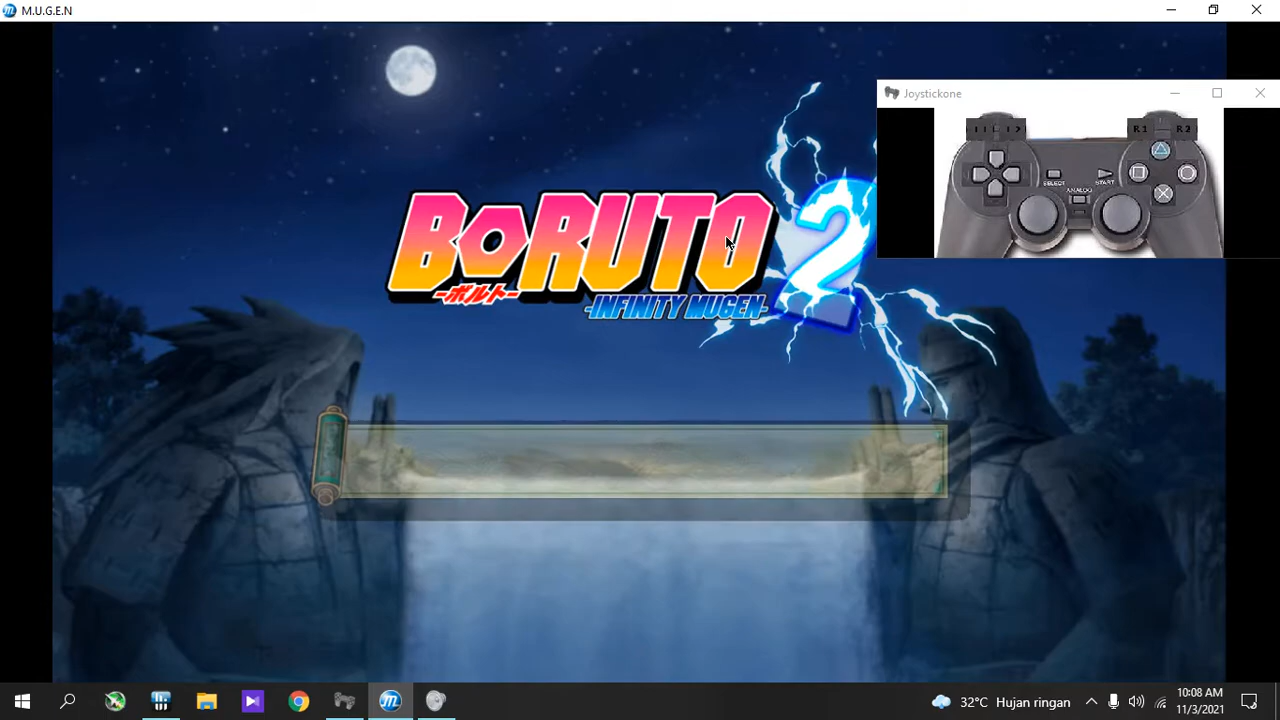 M.U.G.E.N
Joystickone
R1 R2
SELECT
START
ANALOG
BORUTO 2
-ボルト-
-INFINITY MUGEN-
32°C Hujan ringan
10:08 AM
11/3/2021